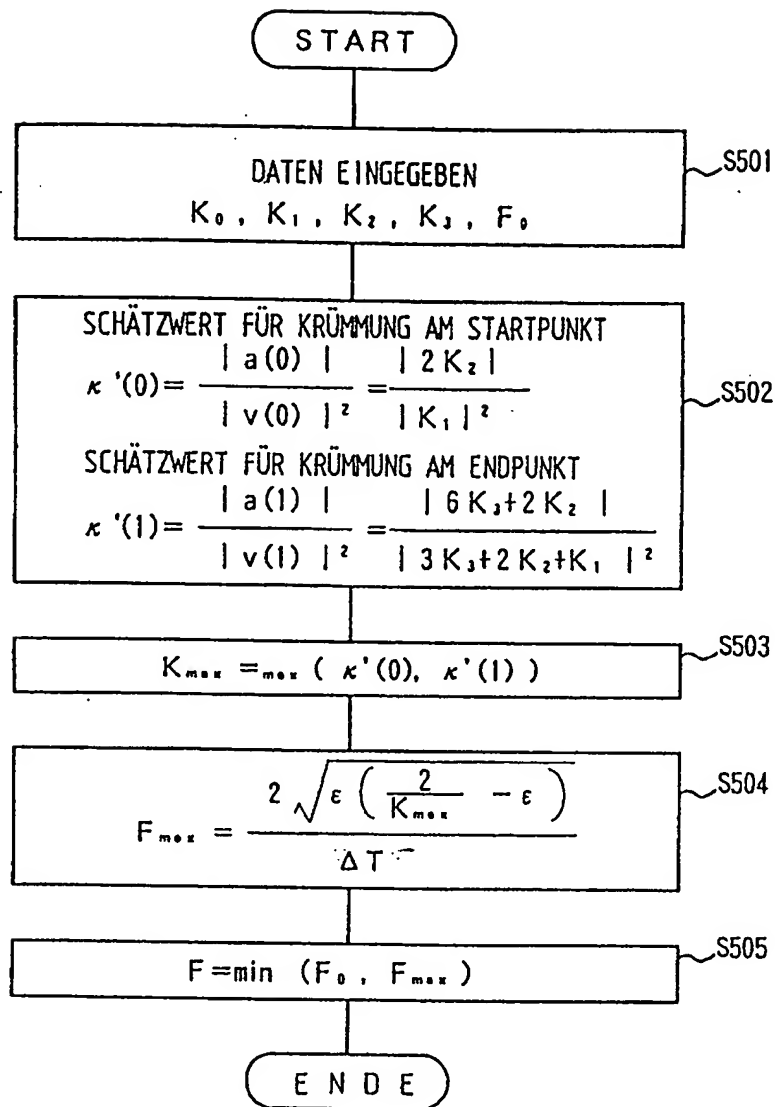 START
S501
DATEN EINGEGEBEN
K₀ , K₁ , K₂ , K₃ , F₀
S502
SCHÄTZWERT FÜR KRÜMMUNG AM STARTPUNKT
κ'(0)= | a(0) | / | v(0) |² = | 2K₂ | / | K₁ |²
SCHÄTZWERT FÜR KRÜMMUNG AM ENDPUNKT
κ'(1)= | a(1) | / | v(1) |² = | 6K₃+2K₂ | / | 3K₃+2K₂+K₁ |²
S503
Kmax =max ( κ'(0), κ'(1) )
S504
Fmax = 2 √ ε ( 2 / Kmax - ε ) / ΔT
S505
F=min (F₀ , Fmax )
ENDE